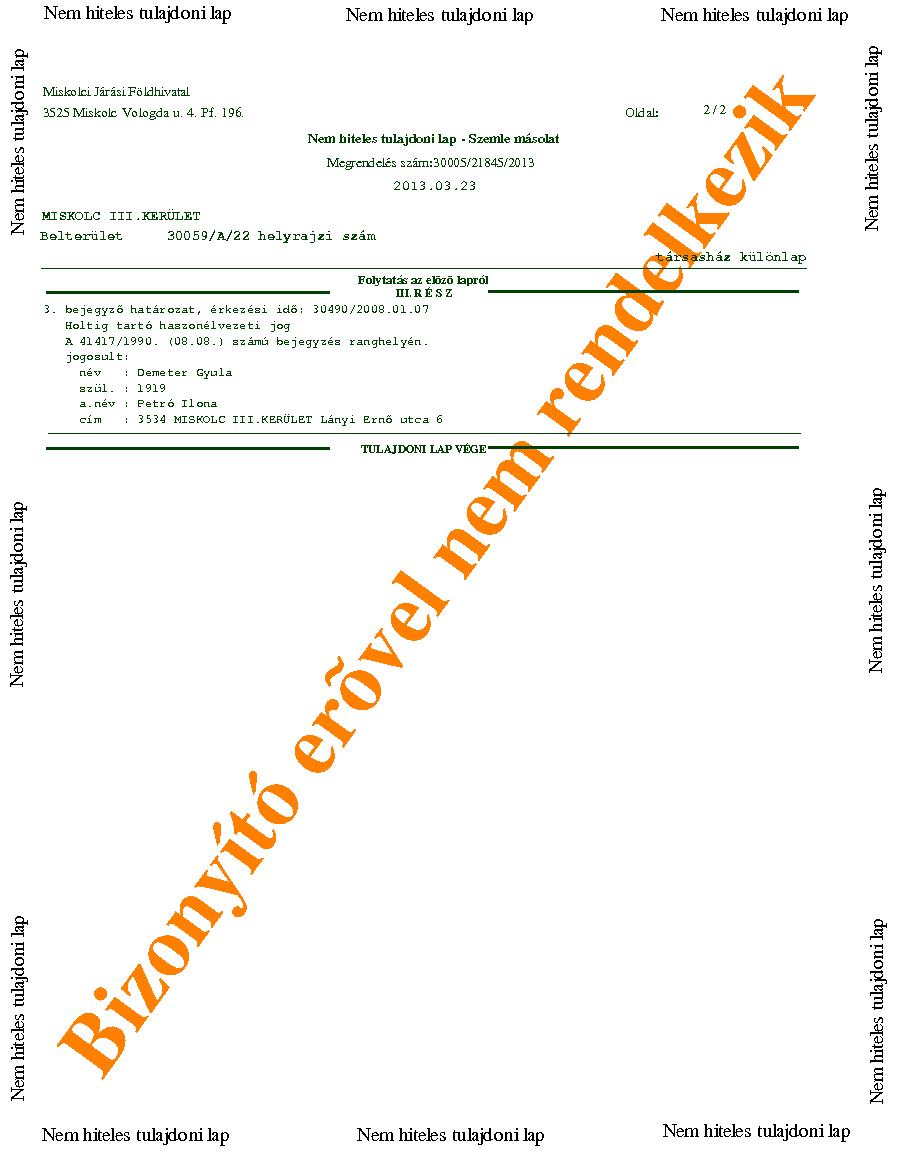 Nem hiteles tulajdoni lap
Nem hiteles tulajdoni lap
Nem hiteles tulajdoni lap
Nem hiteles tulajdoni lap
Nem hiteles tulajdoni lap
Miskolci Járási Földhivatal
3525 Miskolc Vologda u. 4. Pf. 196.
Oldal: 2/2
Nem hiteles tulajdoni lap - Szemle másolat
Megrendelés szám:30005/21845/2013
2013.03.23
MISKOLC III.KERÜLET
Belterület 30059/A/22 helyrajzi szám
társasház különlap
Folytatás az elözö lapról
III.RÉSZ
3. bejegyző határozat, érkezési idő: 30490/2008.01.07
Holtig tartó haszonélvezeti jog
A 41417/1990. (08.08.) számú bejegyzés ranghelyén.
jogosult:
név : Demeter Gyula
szül. : 1919
a.név : Petró Ilona
cím : 3534 MISKOLC III.KERÜLET Lányi Ernő utca 6
TULAJDONI LAP VÉGE
Bizonyító erõvel nem rendelkezik
Nem hiteles tulajdoni lap
Nem hiteles tulajdoni lap
Nem hiteles tulajdoni lap
Nem hiteles tulajdoni lap
Nem hiteles tulajdoni lap
Nem hiteles tulajdoni lap
Nem hiteles tulajdoni lap